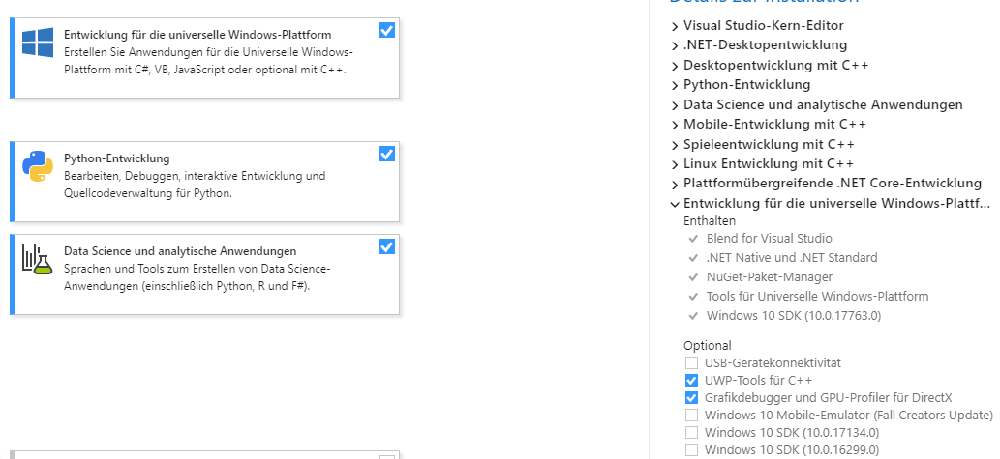 Entwicklung für die universelle Windows-Plattform
Erstellen Sie Anwendungen für die Universelle Windows-
Plattform mit C#, VB, JavaScript oder optional mit C++.
Python-Entwicklung
Bearbeiten, Debuggen, interaktive Entwicklung und
Quellcodeverwaltung für Python.
Data Science und analytische Anwendungen
Sprachen und Tools zum Erstellen von Data Science-
Anwendungen (einschließlich Python, R und F#).
Details zur Installation
Visual Studio-Kern-Editor
.NET-Desktopentwicklung
Desktopentwicklung mit C++
Python-Entwicklung
Data Science und analytische Anwendungen
Mobile-Entwicklung mit C++
Spieleentwicklung mit C++
Linux Entwicklung mit C++
Plattformübergreifende .NET Core-Entwicklung
Entwicklung für die universelle Windows-Plattf...
Enthalten
Blend for Visual Studio
.NET Native und .NET Standard
NuGet-Paket-Manager
Tools für Universelle Windows-Plattform
Windows 10 SDK (10.0.17763.0)
Optional
USB-Gerätekonnektivität
UWP-Tools für C++
Grafikdebugger und GPU-Profiler für DirectX
Windows 10 Mobile-Emulator (Fall Creators Update)
Windows 10 SDK (10.0.17134.0)
Windows 10 SDK (10.0.16299.0)